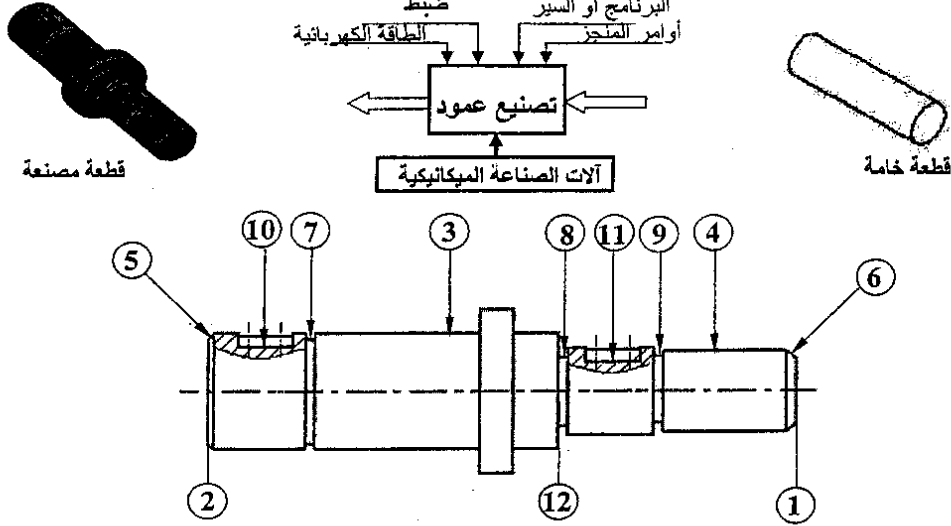 البرنامج أو السير
ضبط
أوامر المنجز
الطاقة الكهربائية
تصنيع عمود
قطعة خامة
قطعة مصنعة
آلات الصناعة الميكانيكية
10 7 3 8 11 9 4
5 6
2 12 1